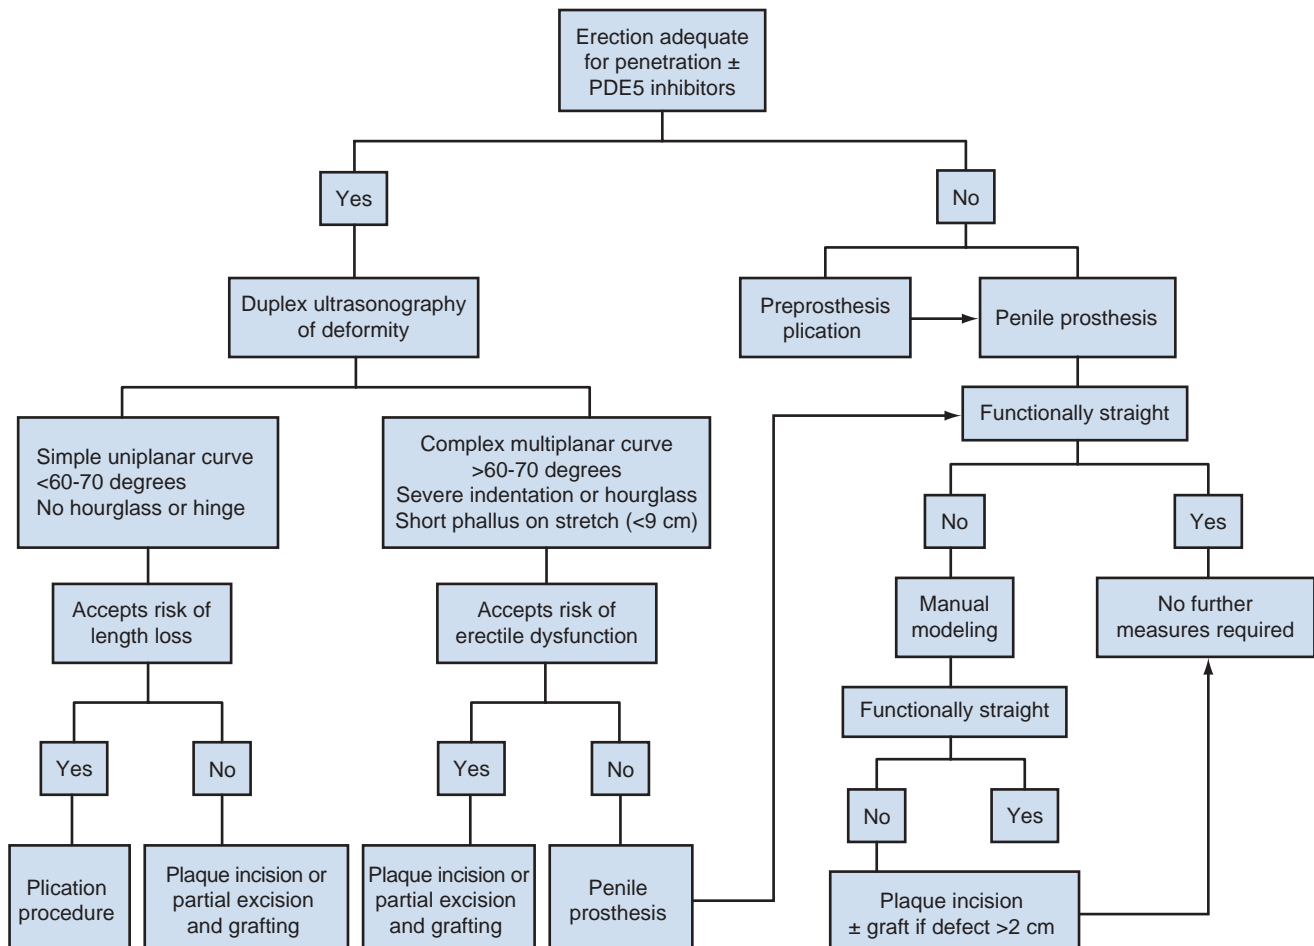 Erection adequate
for penetration ±
PDE5 inhibitors
Yes
No
Duplex ultrasonography
of deformity
Preprosthesis
plication
Penile prosthesis
Simple uniplanar curve
<60-70 degrees
No hourglass or hinge
Complex multiplanar curve
>60-70 degrees
Severe indentation or hourglass
Short phallus on stretch (<9 cm)
Functionally straight
No
Yes
Accepts risk of
length loss
Accepts risk of
erectile dysfunction
Manual
modeling
No further
measures required
Functionally straight
Yes
No
Yes
No
No
Yes
Plication
procedure
Plaque incision or
partial excision
and grafting
Plaque incision or
partial excision
and grafting
Penile
prosthesis
Plaque incision
± graft if defect >2 cm